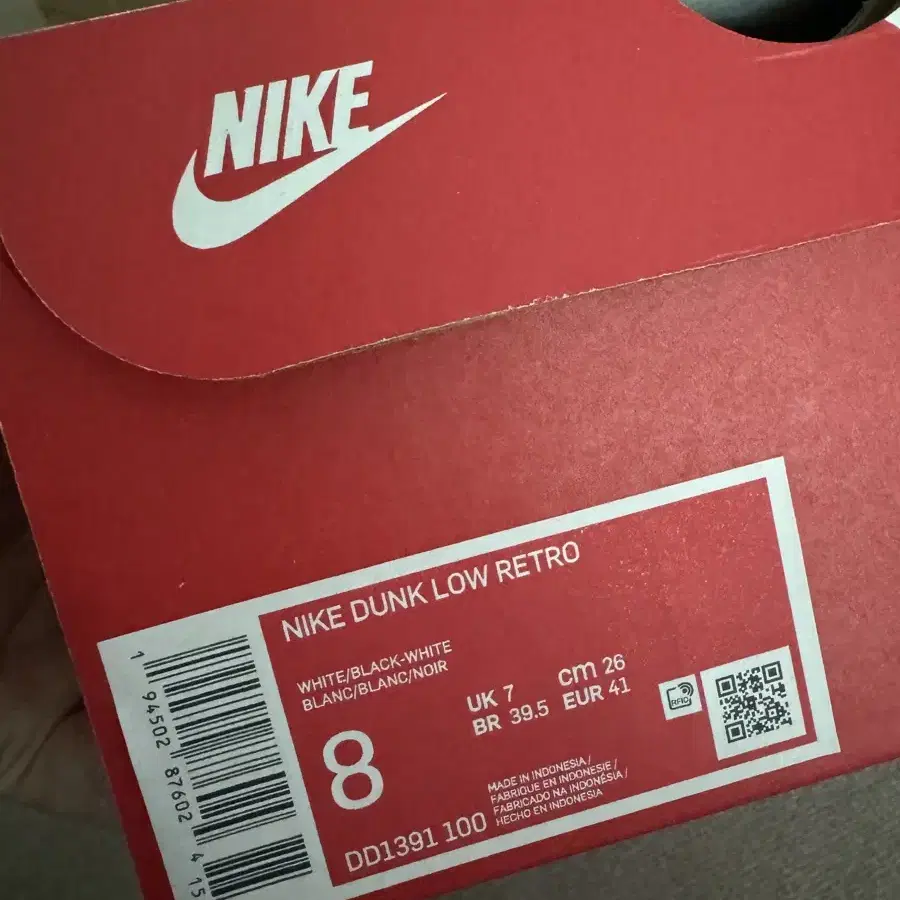 NIKE
NIKE DUNK LOW RETRO
WHITE/BLACK-WHITE
BLANC/BLANC/NOIR
UK 7 cm 26
BR 39.5 EUR 41
RFID
8
MADE IN INDONESIA/
FABRIQUE EN INDONESIE/
FABRICADO NA INDONÉSIA/
HECHO EN INDONESIA
DD1391 100
1 94502 87602 4 15